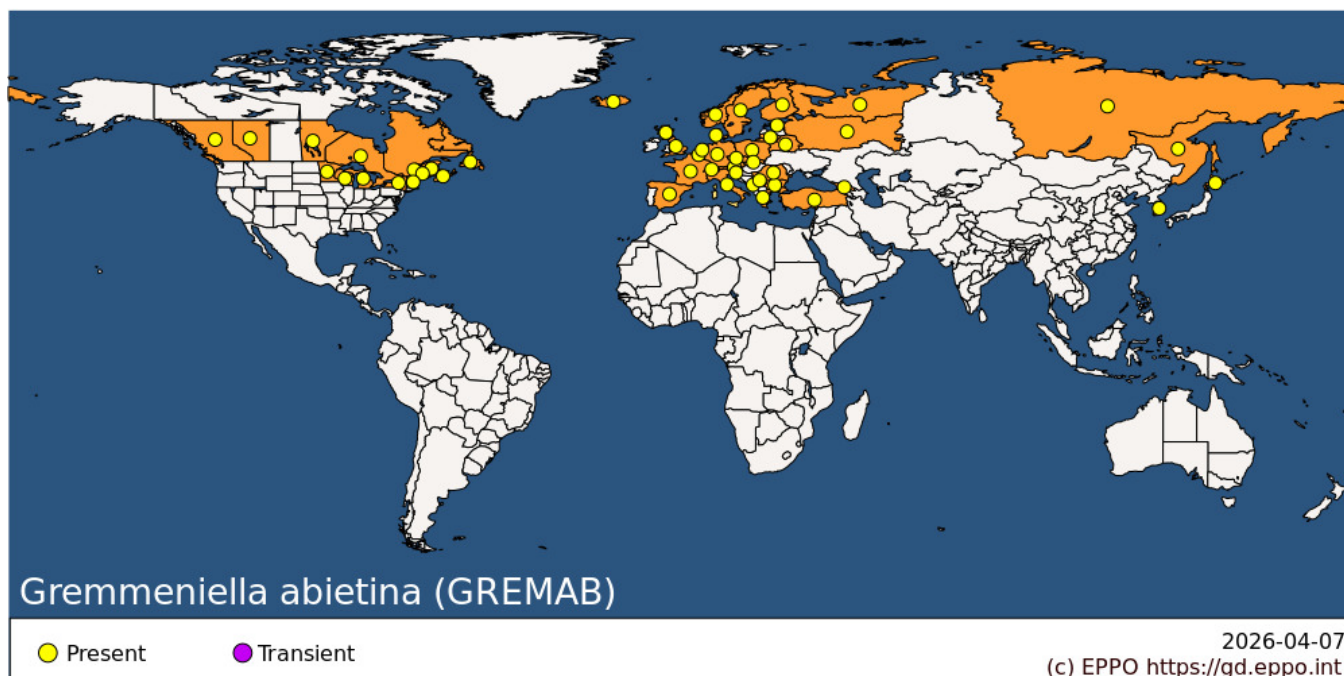 Gremmeniella abietina (GREMAB)
Present
Transient
2026-04-07
(c) EPPO https://gd.eppo.int